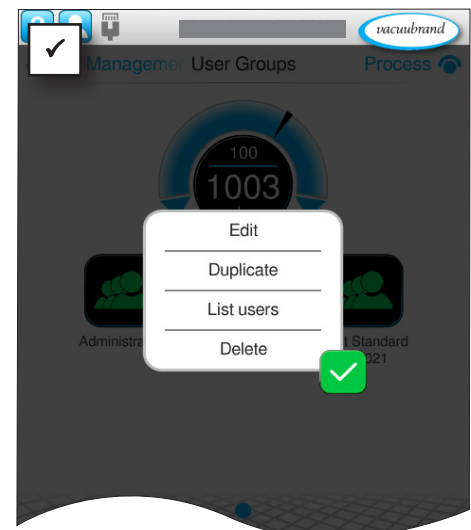 vacuubrand
Manageme User Groups Process
100
1003
Edit
Duplicate
List users
Delete
Administra
t Standard
021